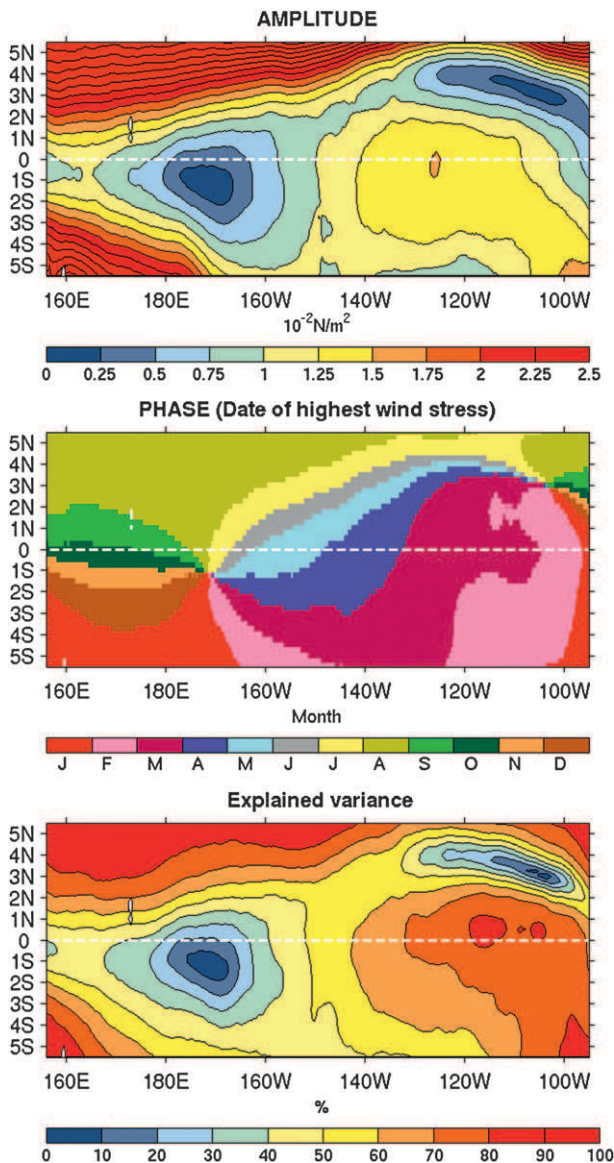 AMPLITUDE
5N
4N
3N
2N
1N
0
1S
2S
3S
4S
5S
160E 180E 160W 140W 120W 100W
10⁻²N/m²
0 0.25 0.5 0.75 1 1.25 1.5 1.75 2 2.25 2.5
PHASE (Date of highest wind stress)
5N
4N
3N
2N
1N
0
1S
2S
3S
4S
5S
160E 180E 160W 140W 120W 100W
Month
J F M A M J J A S O N D
Explained variance
5N
4N
3N
2N
1N
0
1S
2S
3S
4S
5S
160E 180E 160W 140W 120W 100W
%
0 10 20 30 40 50 60 70 80 90 100